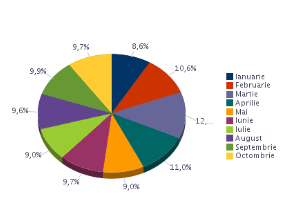 9,7%
8,6%
10,6%
9,9%
9,6%
12,...
9,0%
11,0%
9,7%
9,0%
Ianuarie
Februarie
Martie
Aprilie
Mai
Iunie
Iulie
August
Septembrie
Octombrie